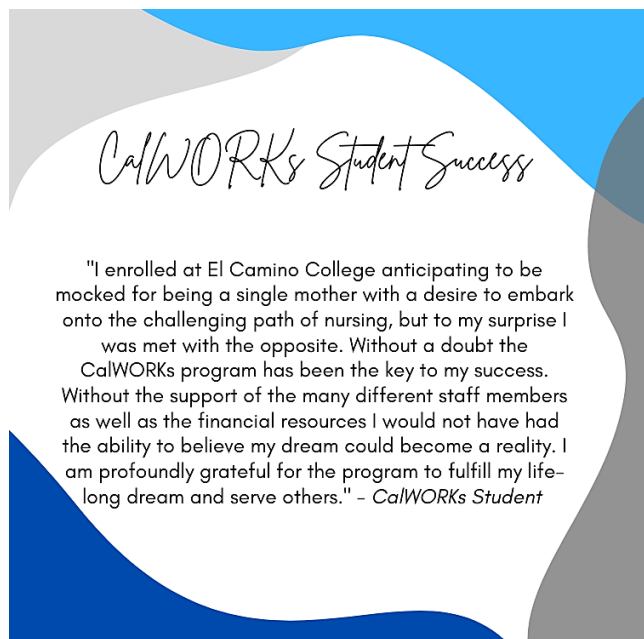 CalWORKs Student Success
"I enrolled at El Camino College anticipating to be
mocked for being a single mother with a desire to embark
onto the challenging path of nursing, but to my surprise I
was met with the opposite. Without a doubt the
CalWORKs program has been the key to my success.
Without the support of the many different staff members
as well as the financial resources I would not have had
the ability to believe my dream could become a reality. I
am profoundly grateful for the program to fulfill my life-
long dream and serve others." - CalWORKs Student